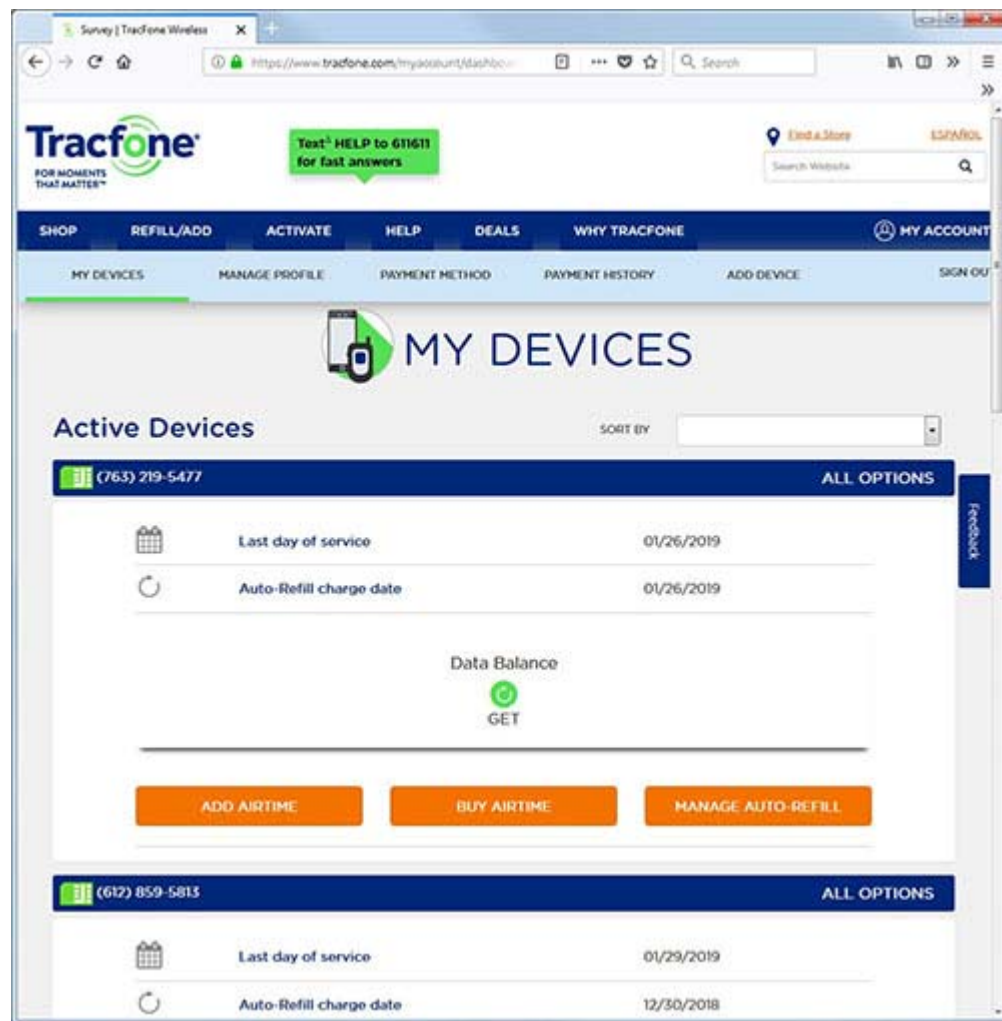 Survey | TracFone Wireless
https://www.tracfone.com/myaccount/dashbo
Search
Tracfone
FOR MOMENTS
THAT MATTER™
Text¹ HELP to 611611
for fast answers
Find a Store
ESPAÑOL
Search Website
SHOP REFILL/ADD ACTIVATE HELP DEALS WHY TRACFONE MY ACCOUNT
MY DEVICES MANAGE PROFILE PAYMENT METHOD PAYMENT HISTORY ADD DEVICE SIGN OU
MY DEVICES
Active Devices
SORT BY
(763) 219-5477 ALL OPTIONS
Feedback
Last day of service 01/26/2019
Auto-Refill charge date 01/26/2019
Data Balance
GET
ADD AIRTIME BUY AIRTIME MANAGE AUTO-REFILL
(612) 859-5813 ALL OPTIONS
Last day of service 01/29/2019
Auto-Refill charge date 12/30/2018